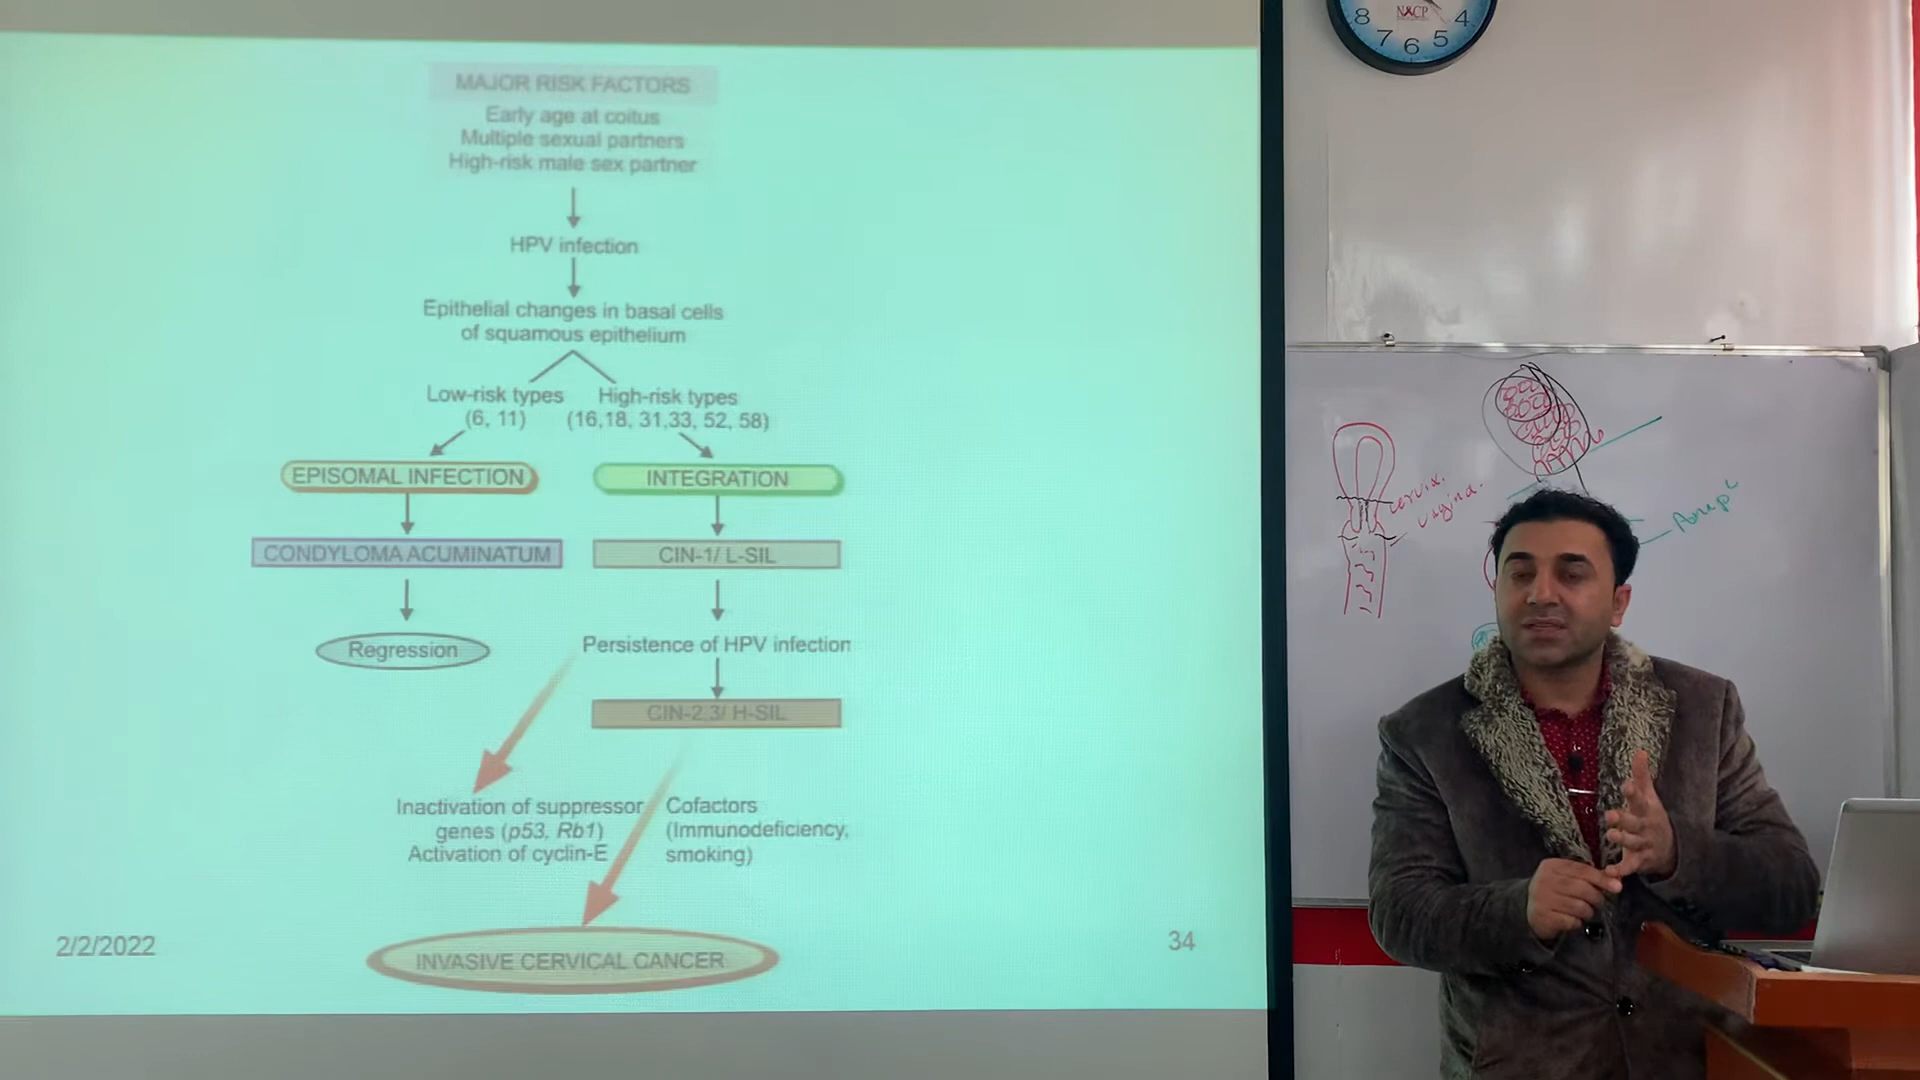 MAJOR RISK FACTORS
Early age at coitus
Multiple sexual partners
High-risk male sex partner
HPV infection
Epithelial changes in basal cells
of squamous epithelium
Low-risk types
(6, 11)
High-risk types
(16,18, 31,33, 52, 58)
EPISOMAL INFECTION
INTEGRATION
CONDYLOMA ACUMINATUM
CIN-1/ L-SIL
Regression
Persistence of HPV infection
CIN-2,3/ H-SIL
Inactivation of suppressor
genes (p53, Rb1)
Activation of cyclin-E
Cofactors
(Immunodeficiency,
smoking)
INVASIVE CERVICAL CANCER
2/2/2022
34
8 7 6 5 4
NACP
cervix.
vagina.